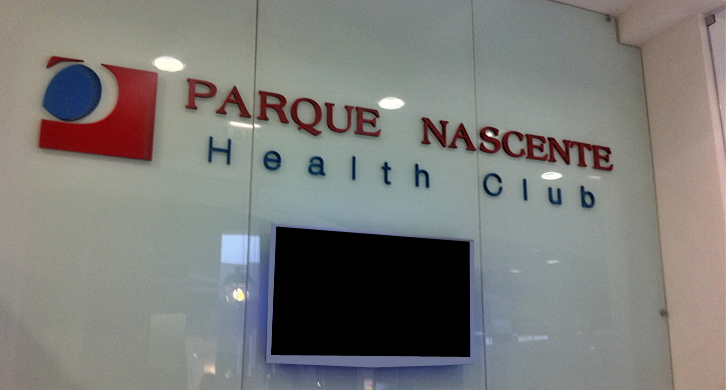 PARQUE NASCENTE
Health Club